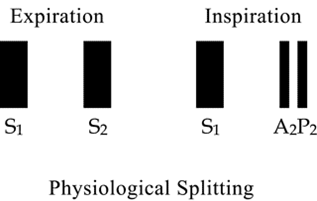 Expiration Inspiration
S1 S2 S1 A2P2
Physiological Splitting